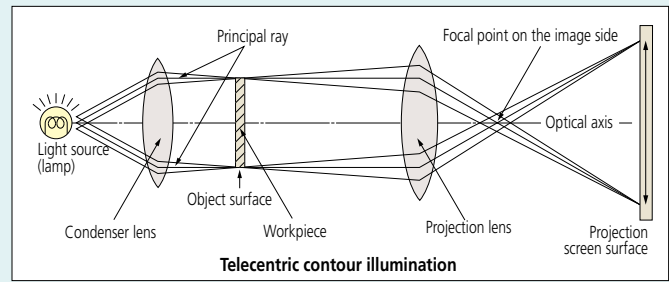 Principal ray
Focal point on the image side
Optical axis
Light source
(lamp)
Object surface
Condenser lens
Workpiece
Projection lens
Projection
screen surface
Telecentric contour illumination